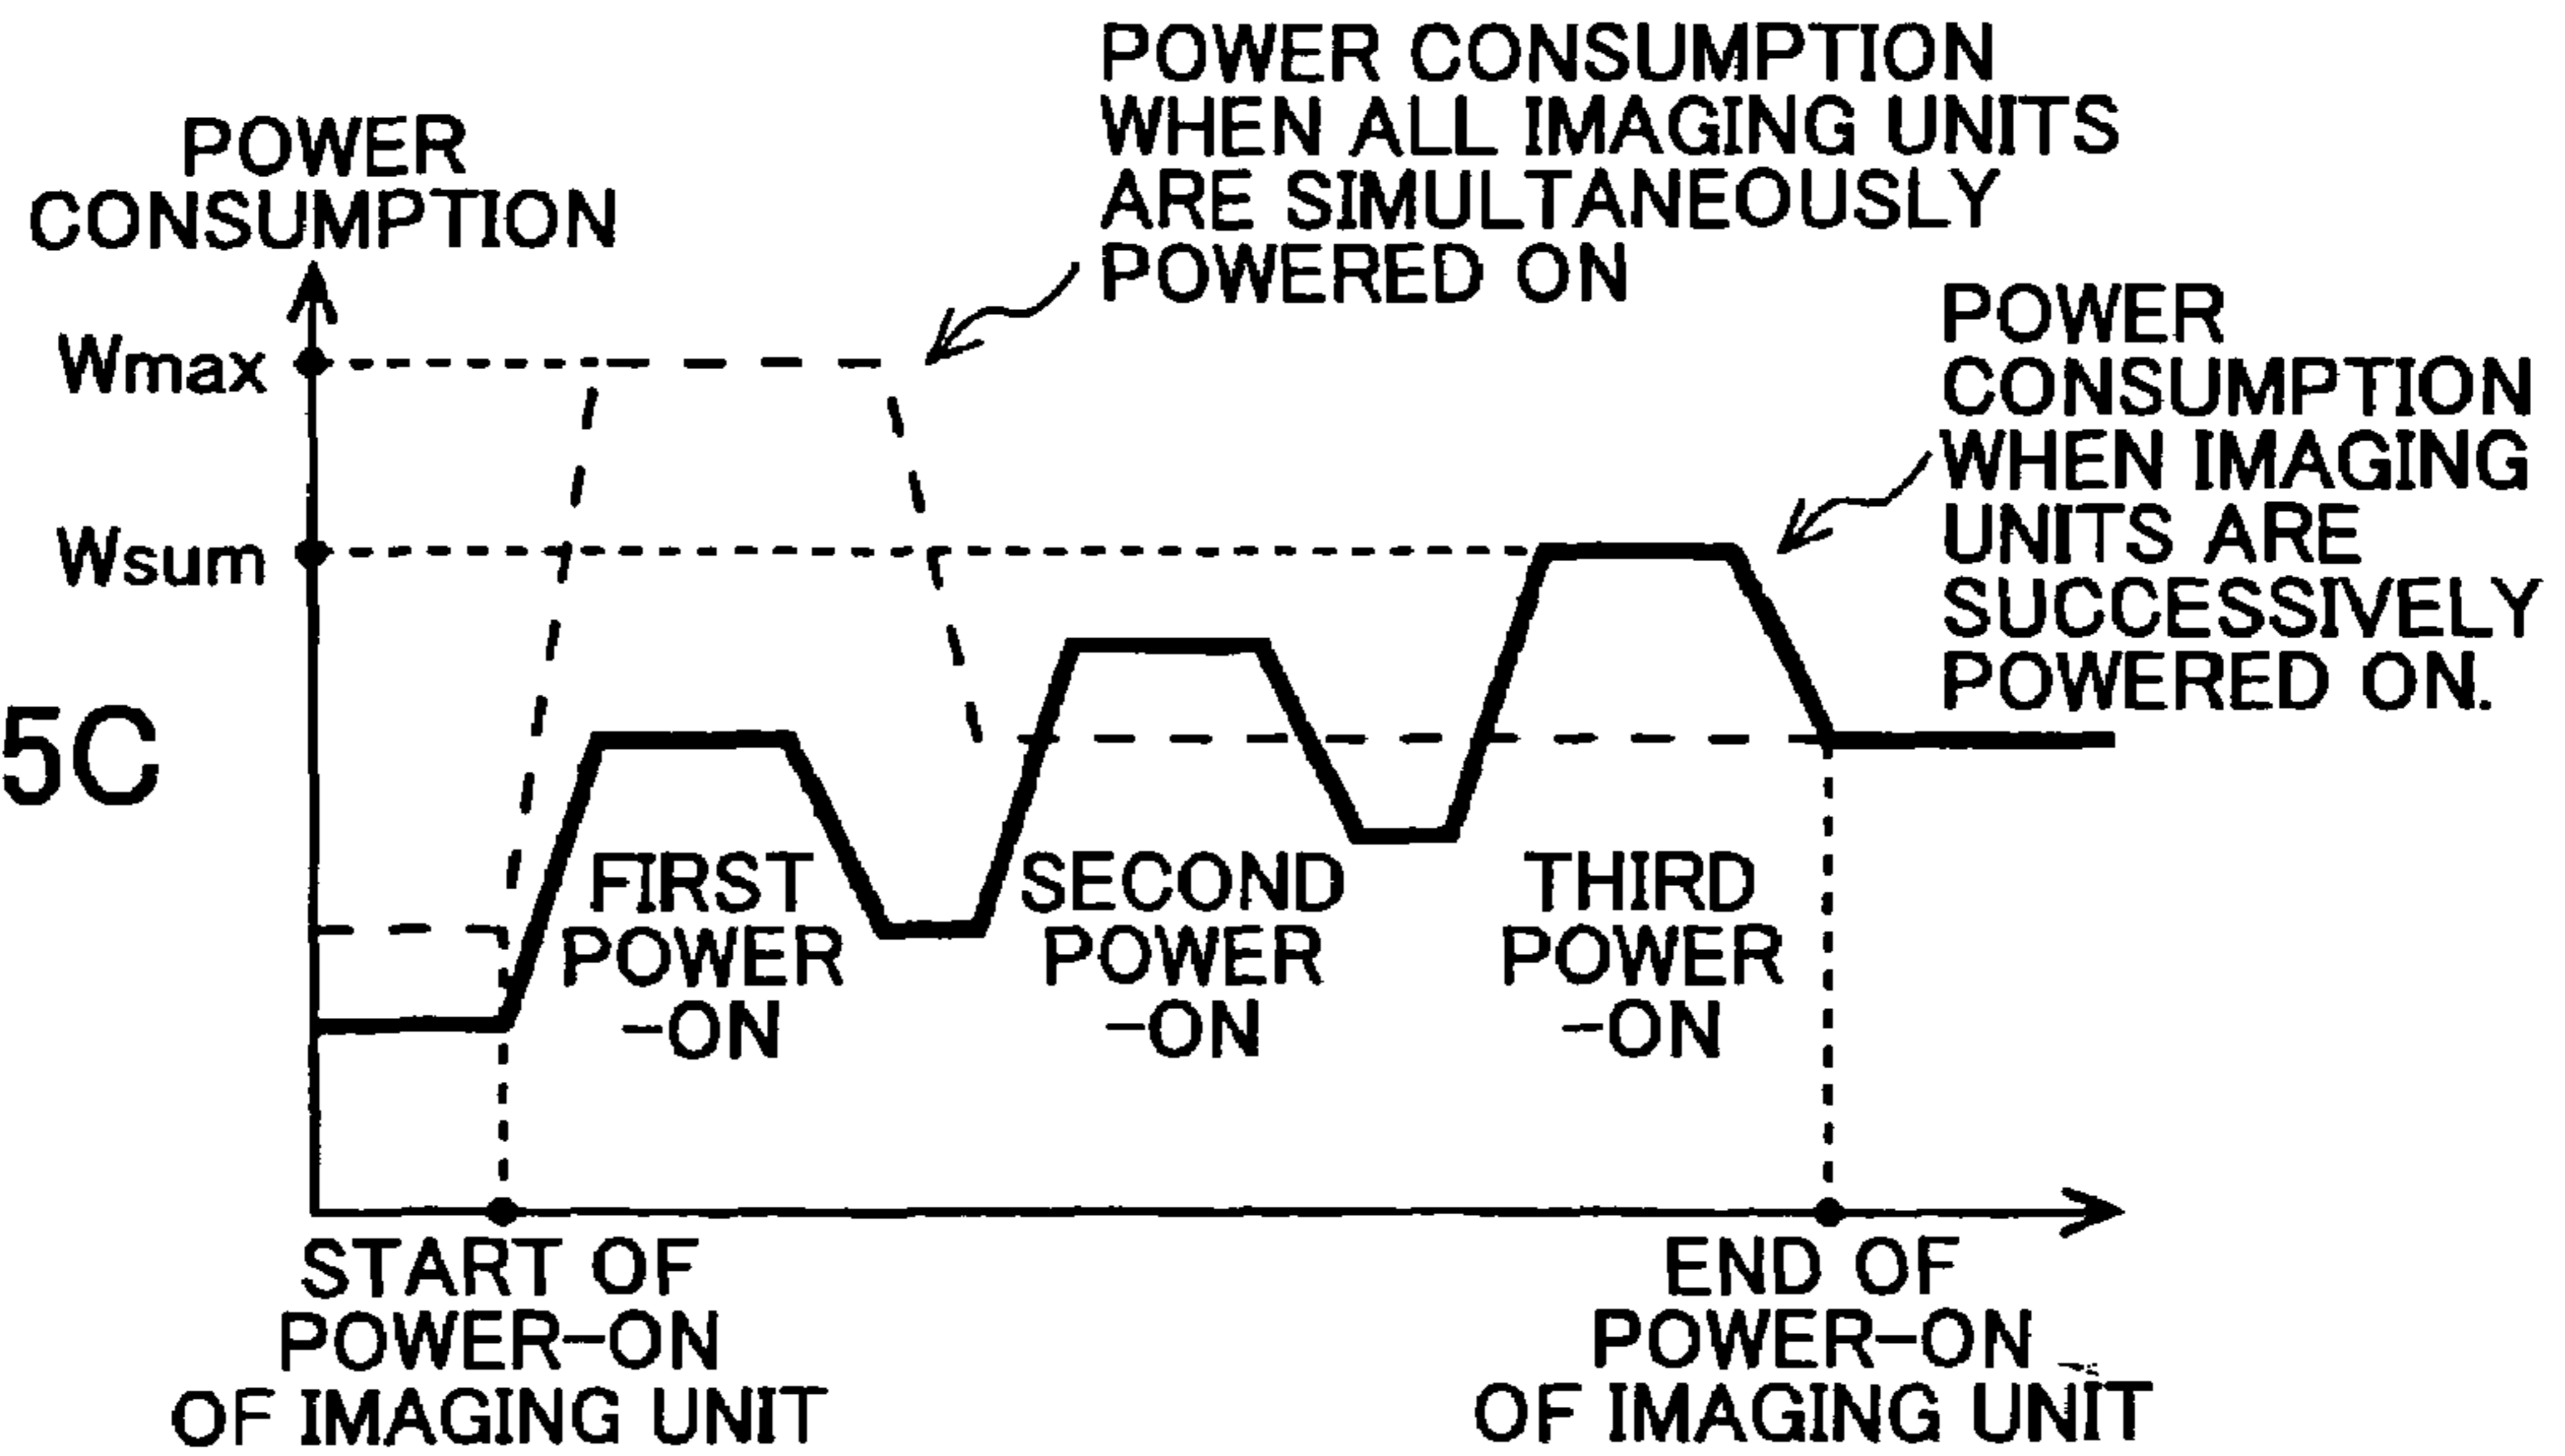 POWER CONSUMPTION
WHEN ALL IMAGING UNITS
ARE SIMULTANEOUSLY
POWERED ON
POWER
CONSUMPTION
Wmax
Wsum
POWER
CONSUMPTION
WHEN IMAGING
UNITS ARE
SUCCESSIVELY
POWERED ON.
5C
FIRST
POWER
-ON
SECOND
POWER
-ON
THIRD
POWER
-ON
START OF
POWER-ON
OF IMAGING UNIT
END OF
POWER-ON
OF IMAGING UNIT